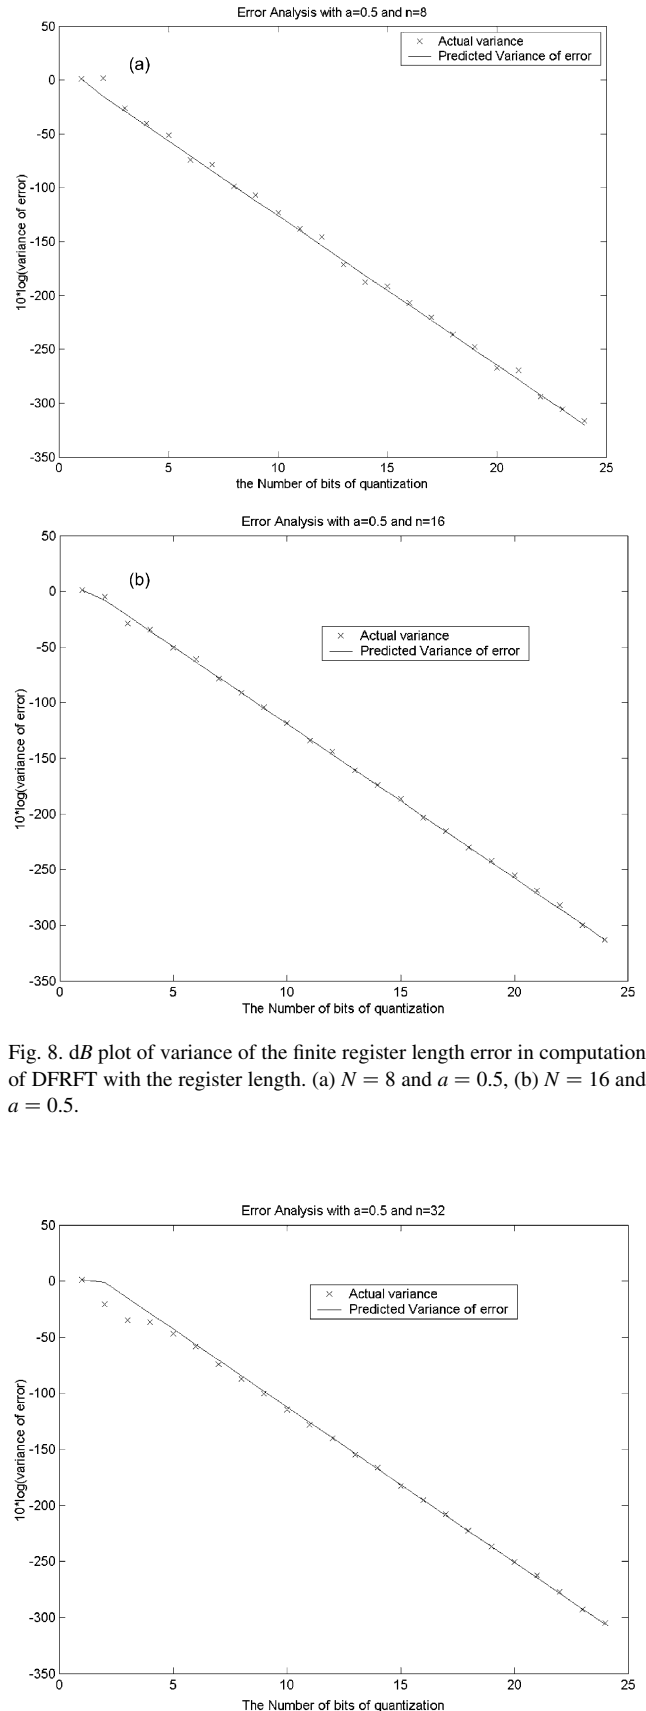 Error Analysis with a=0.5 and n=8
50
0
-50
-100
-150
-200
-250
-300
-350
10*log(variance of error)
(a)
× Actual variance
Predicted Variance of error
0 5 10 15 20 25
the Number of bits of quantization
Error Analysis with a=0.5 and n=16
50
0
-50
-100
-150
-200
-250
-300
-350
10*log(variance of error)
(b)
× Actual variance
Predicted Variance of error
0 5 10 15 20 25
The Number of bits of quantization
Fig. 8. dB plot of variance of the finite register length error in computation
of DFRFT with the register length. (a) N = 8 and a = 0.5, (b) N = 16 and
a = 0.5.
Error Analysis with a=0.5 and n=32
50
0
-50
-100
-150
-200
-250
-300
-350
10*log(variance of error)
× Actual variance
Predicted Variance of error
0 5 10 15 20 25
The Number of bits of quantization